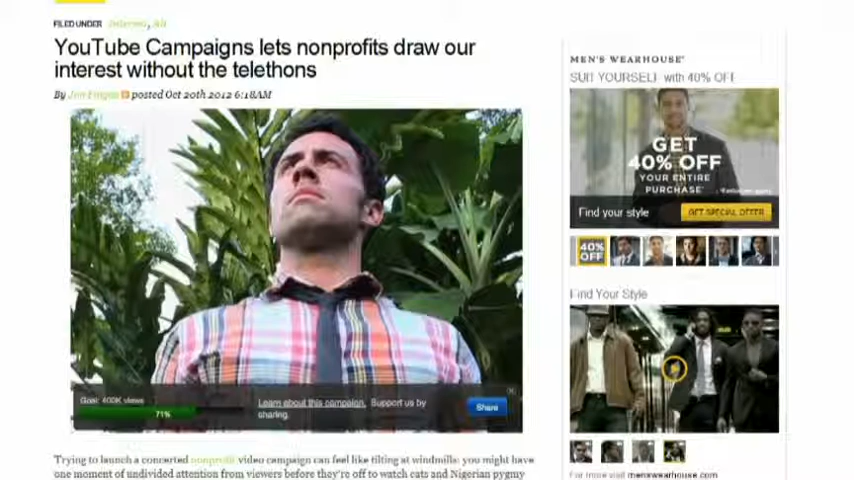 FILED UNDER Internet, Alt
YouTube Campaigns lets nonprofits draw our
interest without the telethons
By Jon Fingas posted Oct 20th 2012 6:18AM
Goal: 400K views
71%
Learn about this campaign. Support us by
sharing.
Share
Trying to launch a concerted nonprofit video campaign can feel like tilting at windmills: you might have
one moment of undivided attention from viewers before they're off to watch cats and Nigerian pygmy
MEN'S WEARHOUSE
SUIT YOURSELF with 40% OFF
GET
40% OFF
YOUR ENTIRE
PURCHASE*
Find your style
GET SPECIAL OFFER
40%
OFF
Find Your Style
For more visit menswearhouse.com